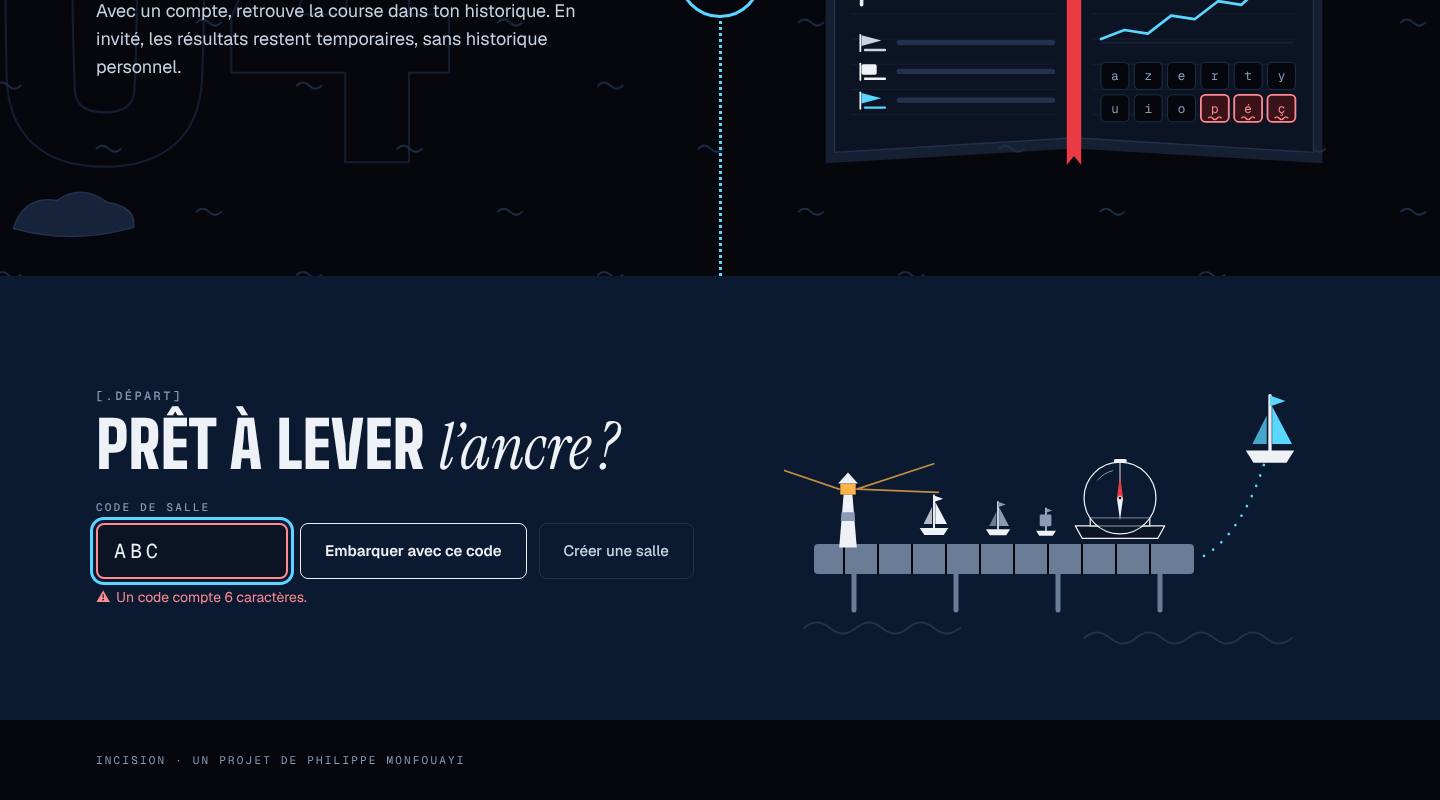 04
Avec un compte, retrouve la course dans ton historique. En
invité, les résultats restent temporaires, sans historique
personnel.
a z e r t y
u i o p é ç
[.DÉPART]
PRÊT À LEVER l’ancre ?
CODE DE SALLE
ABC
Embarquer avec ce code
Créer une salle
Un code compte 6 caractères.
INCISION · UN PROJET DE PHILIPPE MONFOUAYI